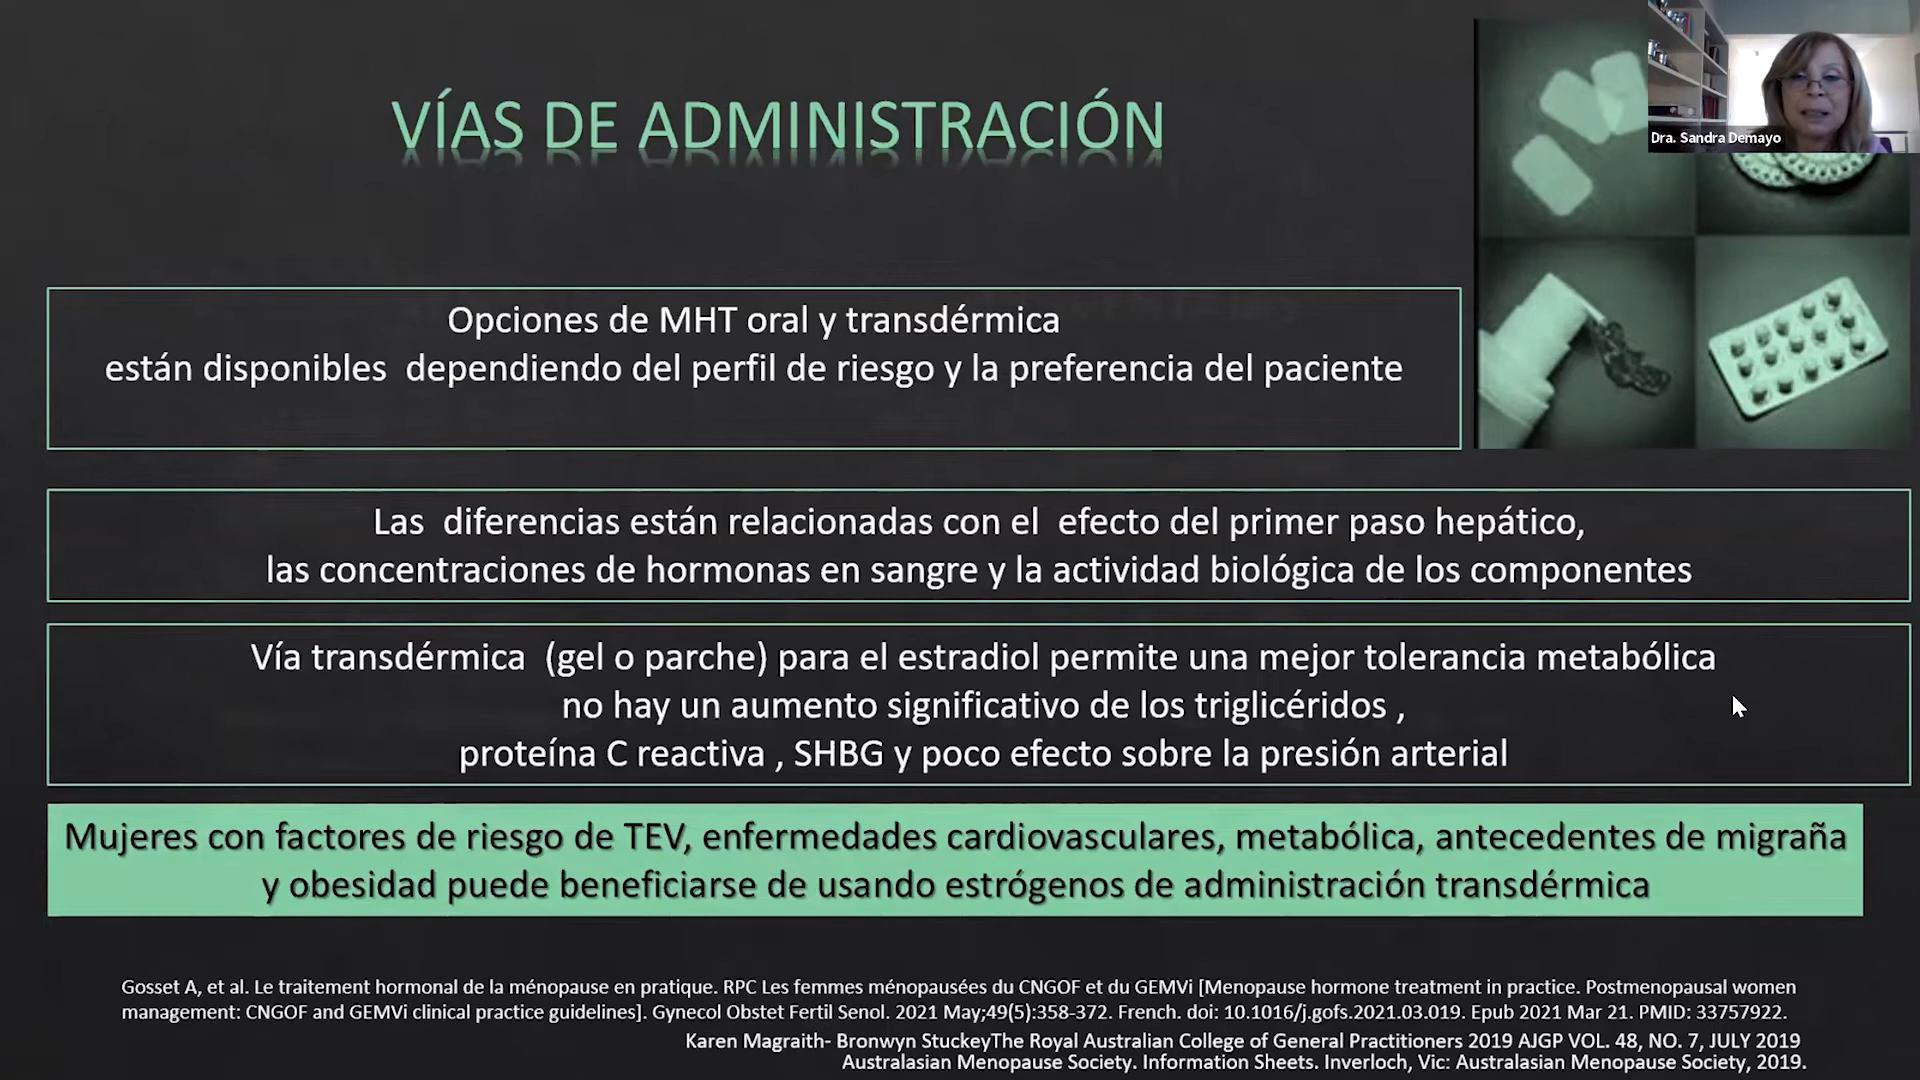 Dra. Sandra Demayo
VÍAS DE ADMINISTRACIÓN
Opciones de MHT oral y transdérmica
están disponibles dependiendo del perfil de riesgo y la preferencia del paciente
Las diferencias están relacionadas con el efecto del primer paso hepático,
las concentraciones de hormonas en sangre y la actividad biológica de los componentes
Vía transdérmica (gel o parche) para el estradiol permite una mejor tolerancia metabólica
no hay un aumento significativo de los triglicéridos ,
proteína C reactiva , SHBG y poco efecto sobre la presión arterial
Mujeres con factores de riesgo de TEV, enfermedades cardiovasculares, metabólica, antecedentes de migraña
y obesidad puede beneficiarse de usando estrógenos de administración transdérmica
Gosset A, et al. Le traitement hormonal de la ménopause en pratique. RPC Les femmes ménopausées du CNGOF et du GEMVi [Menopause hormone treatment in practice. Postmenopausal women
management: CNGOF and GEMVi clinical practice guidelines]. Gynecol Obstet Fertil Senol. 2021 May;49(5):358-372. French. doi: 10.1016/j.gofs.2021.03.019. Epub 2021 Mar 21. PMID: 33757922.
Karen Magraith- Bronwyn StuckeyThe Royal Australian College of General Practitioners 2019 AJGP VOL. 48, NO. 7, JULY 2019
Australasian Menopause Society. Information Sheets. Inverloch, Vic: Australasian Menopause Society, 2019.